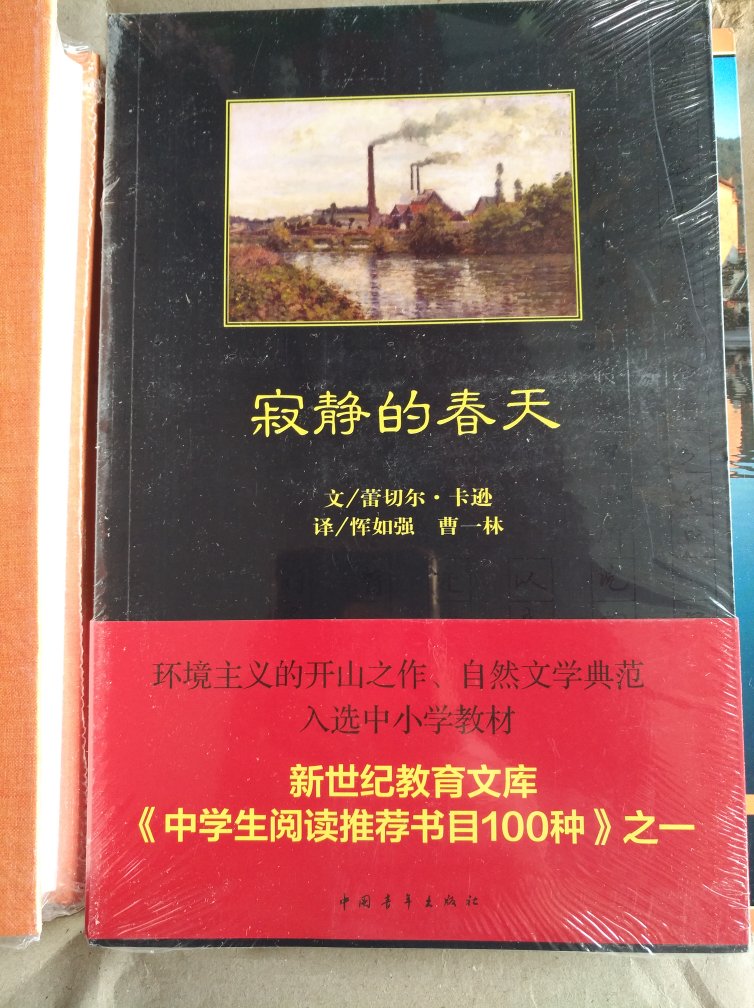 寂静的春天
文/蕾切尔·卡逊
译/恽如强 曹一林
环境主义的开山之作、自然文学典范
入选中小学教材
新世纪教育文库
《中学生阅读推荐书目100种》之一
中国青年出版社